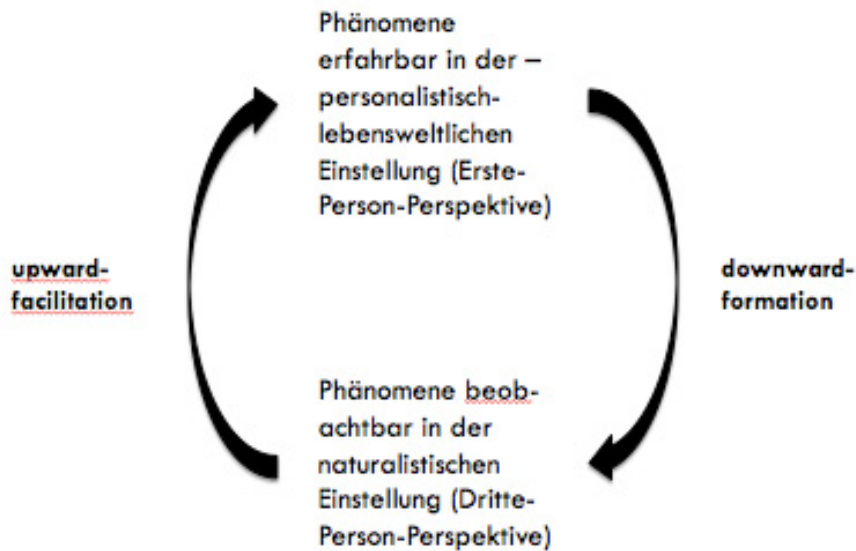 Phänomene
erfahrbar in der –
personalistisch-
lebensweltlichen
Einstellung (Erste-
Person-Perspektive)
upward-
facilitation
downward-
formation
Phänomene beob-
achtbar in der
naturalistischen
Einstellung (Dritte-
Person-Perspektive)